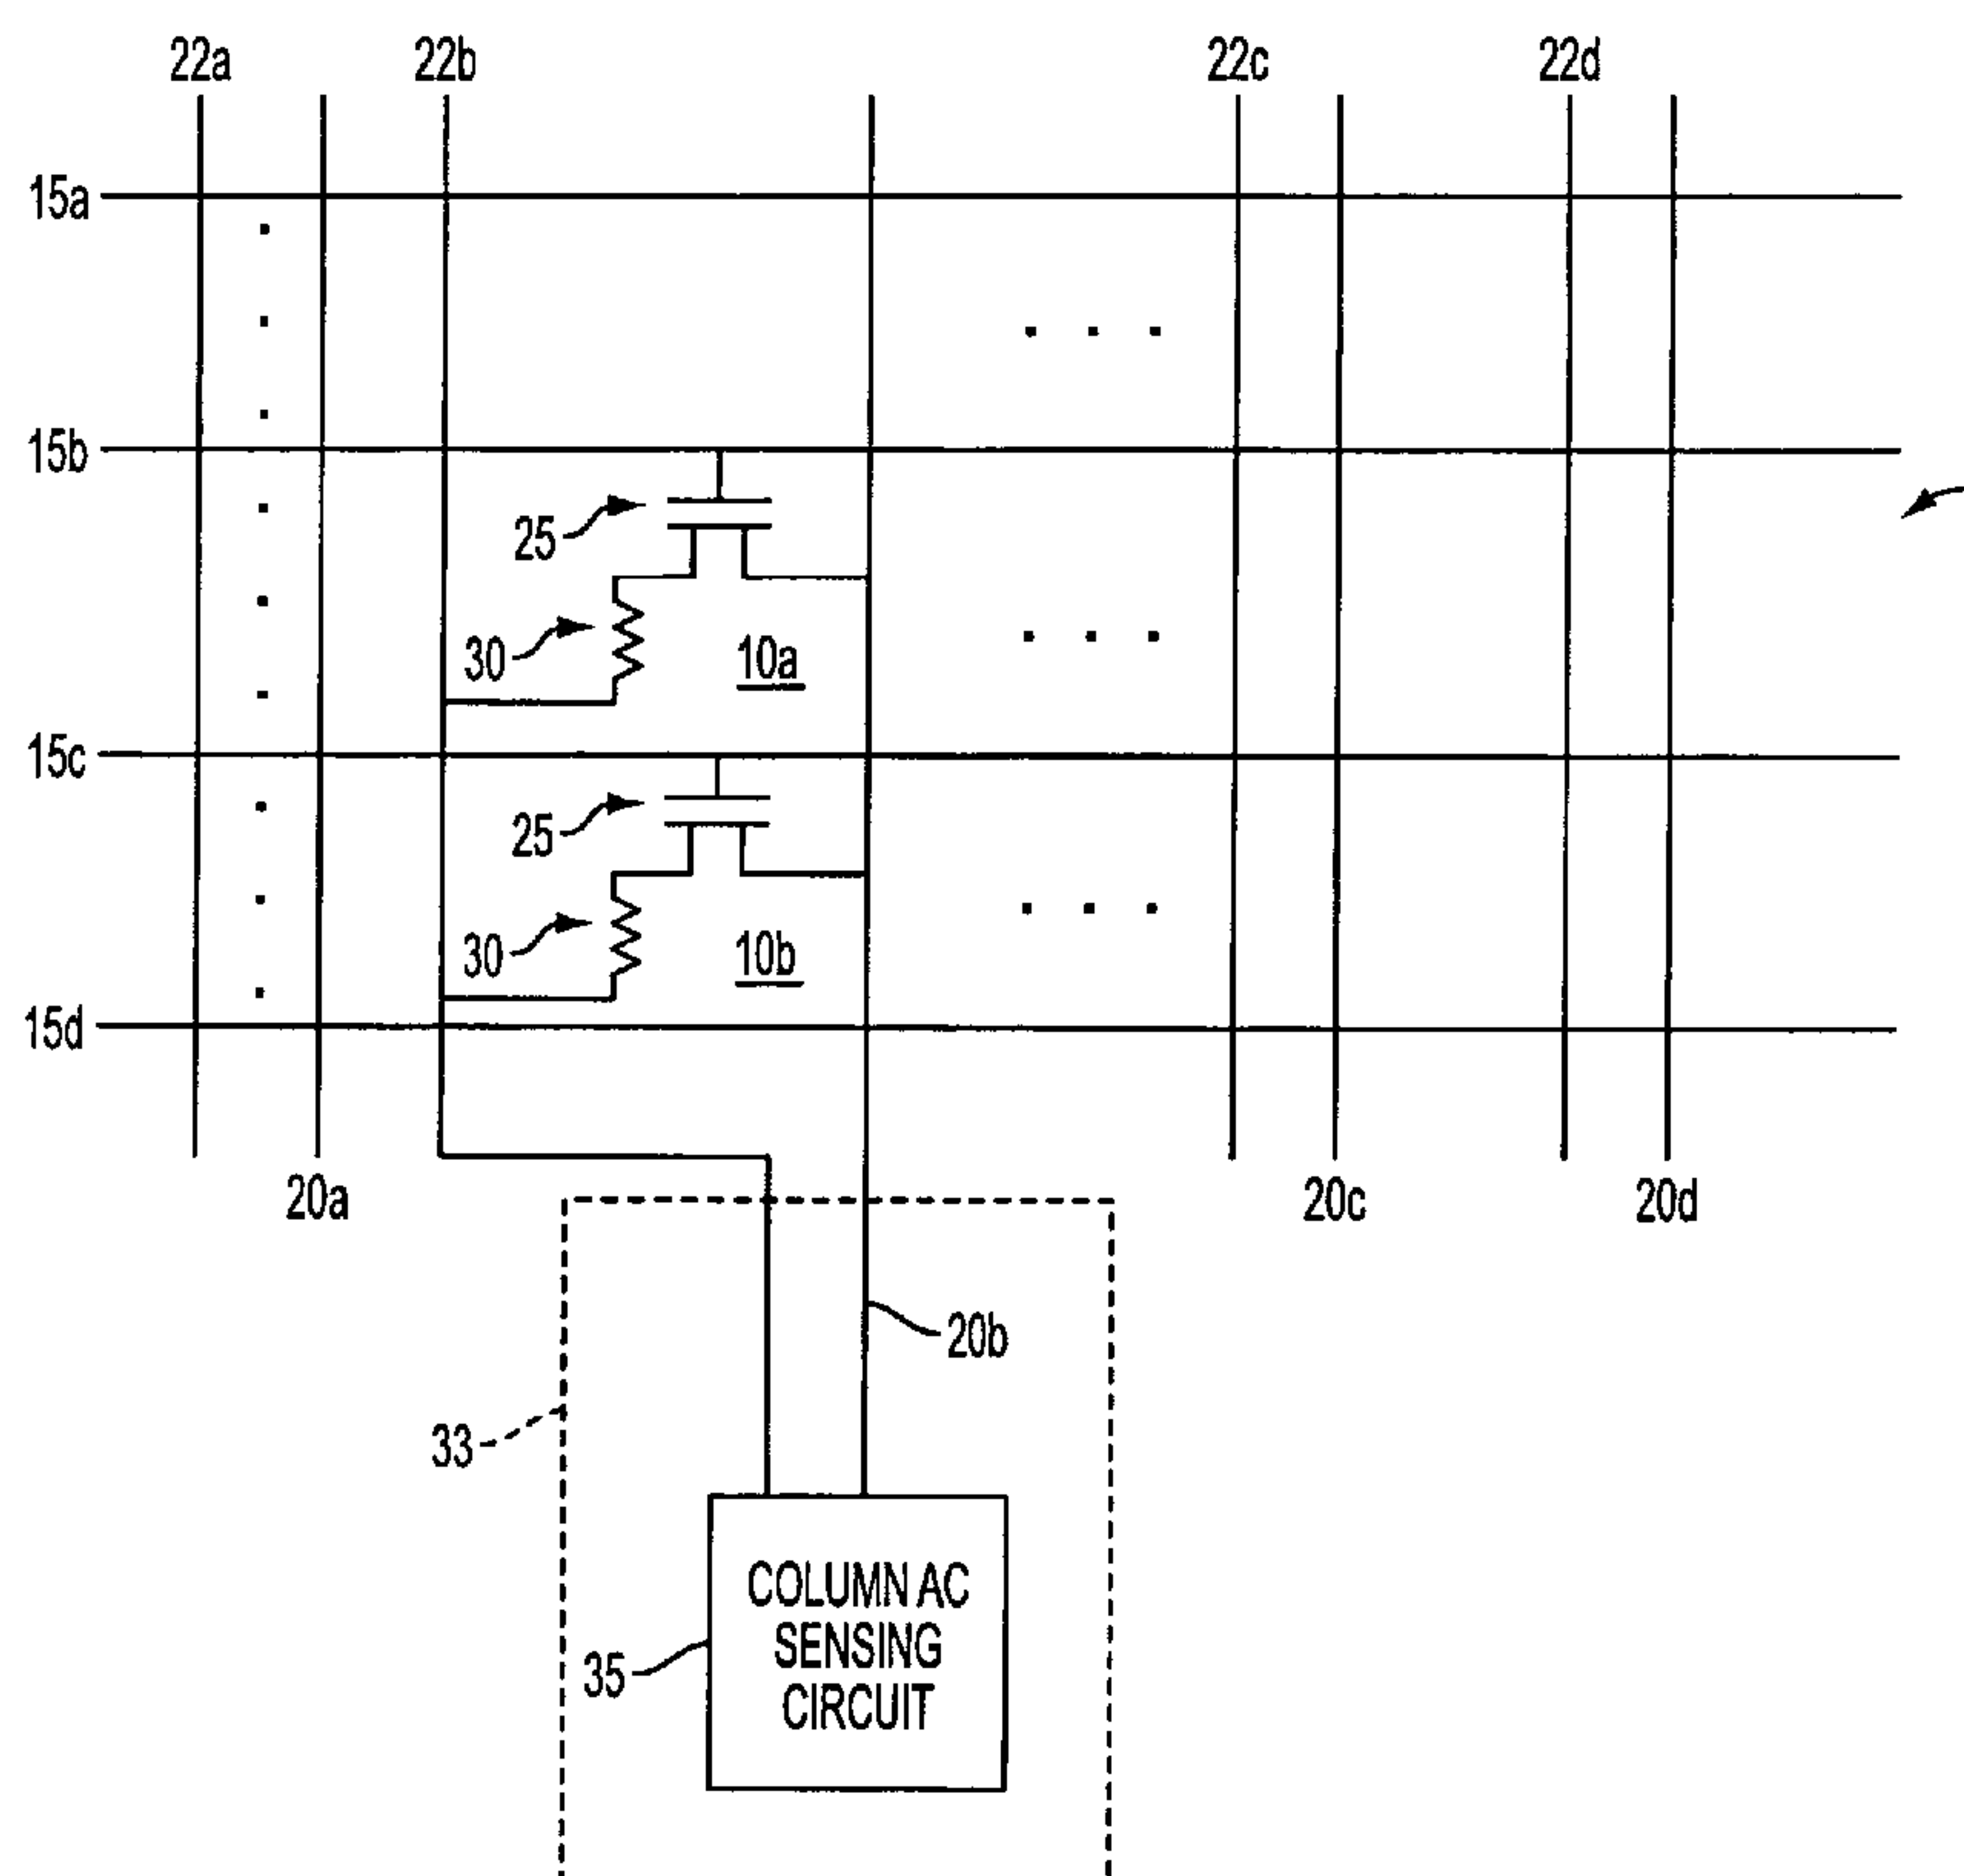 22a 22b 22c 22d
15a
15b
25
30 10a
15c
25
30 10b
15d
20a 20c 20d
20b
33
COLUMN AC
SENSING
CIRCUIT
35